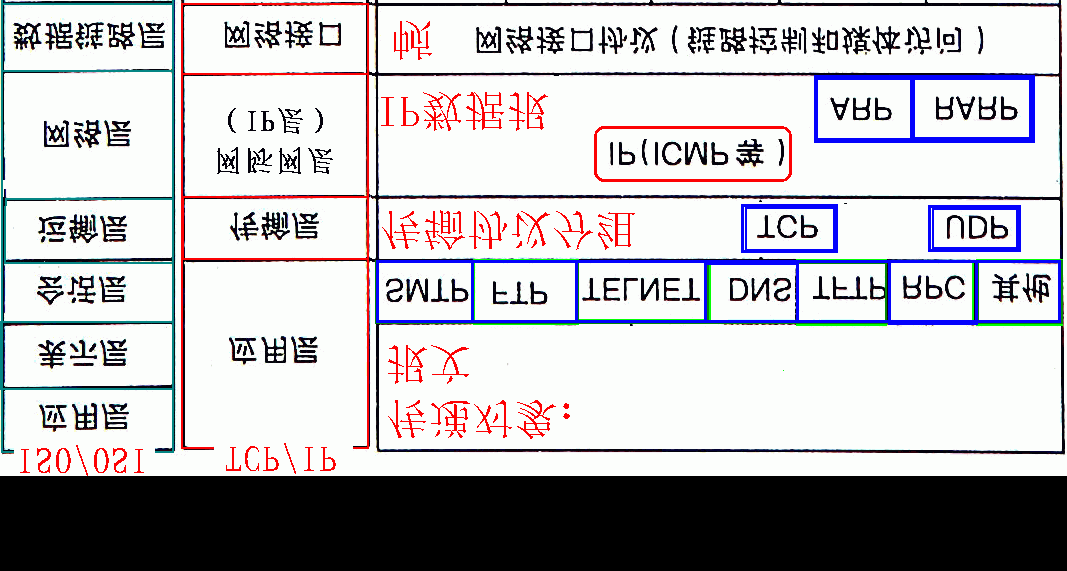 ISO/OSI TCP/IP
应用层 传递对象：
表示层 应用层 报文
会话层 SMTP FTP TELNET DNS TFTP RPC 其他
运输层 传输层 传输协议分组 TCP UDP
网络层 网际网层 IP(ICMP等)
(IP层) IP数据报 ARP RARP
数据链路层 网络接口 帧 网络接口协议(链路控制和媒体访问)